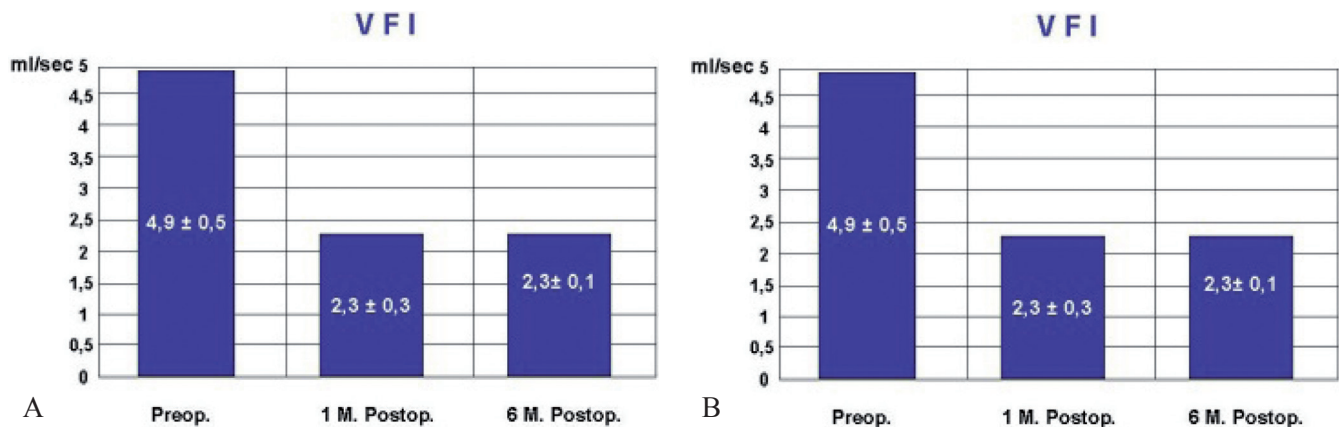 V F I
ml/sec 5
4,5
4
3,5
3
2,5
2
1,5
1
0,5
0
4,9 ± 0,5
2,3 ± 0,3
2,3± 0,1
A
Preop.
1 M. Postop.
6 M. Postop.
V F I
ml/sec 5
4,5
4
3,5
3
2,5
2
1,5
1
0,5
0
4,9 ± 0,5
2,3 ± 0,3
2,3± 0,1
B
Preop.
1 M. Postop.
6 M. Postop.